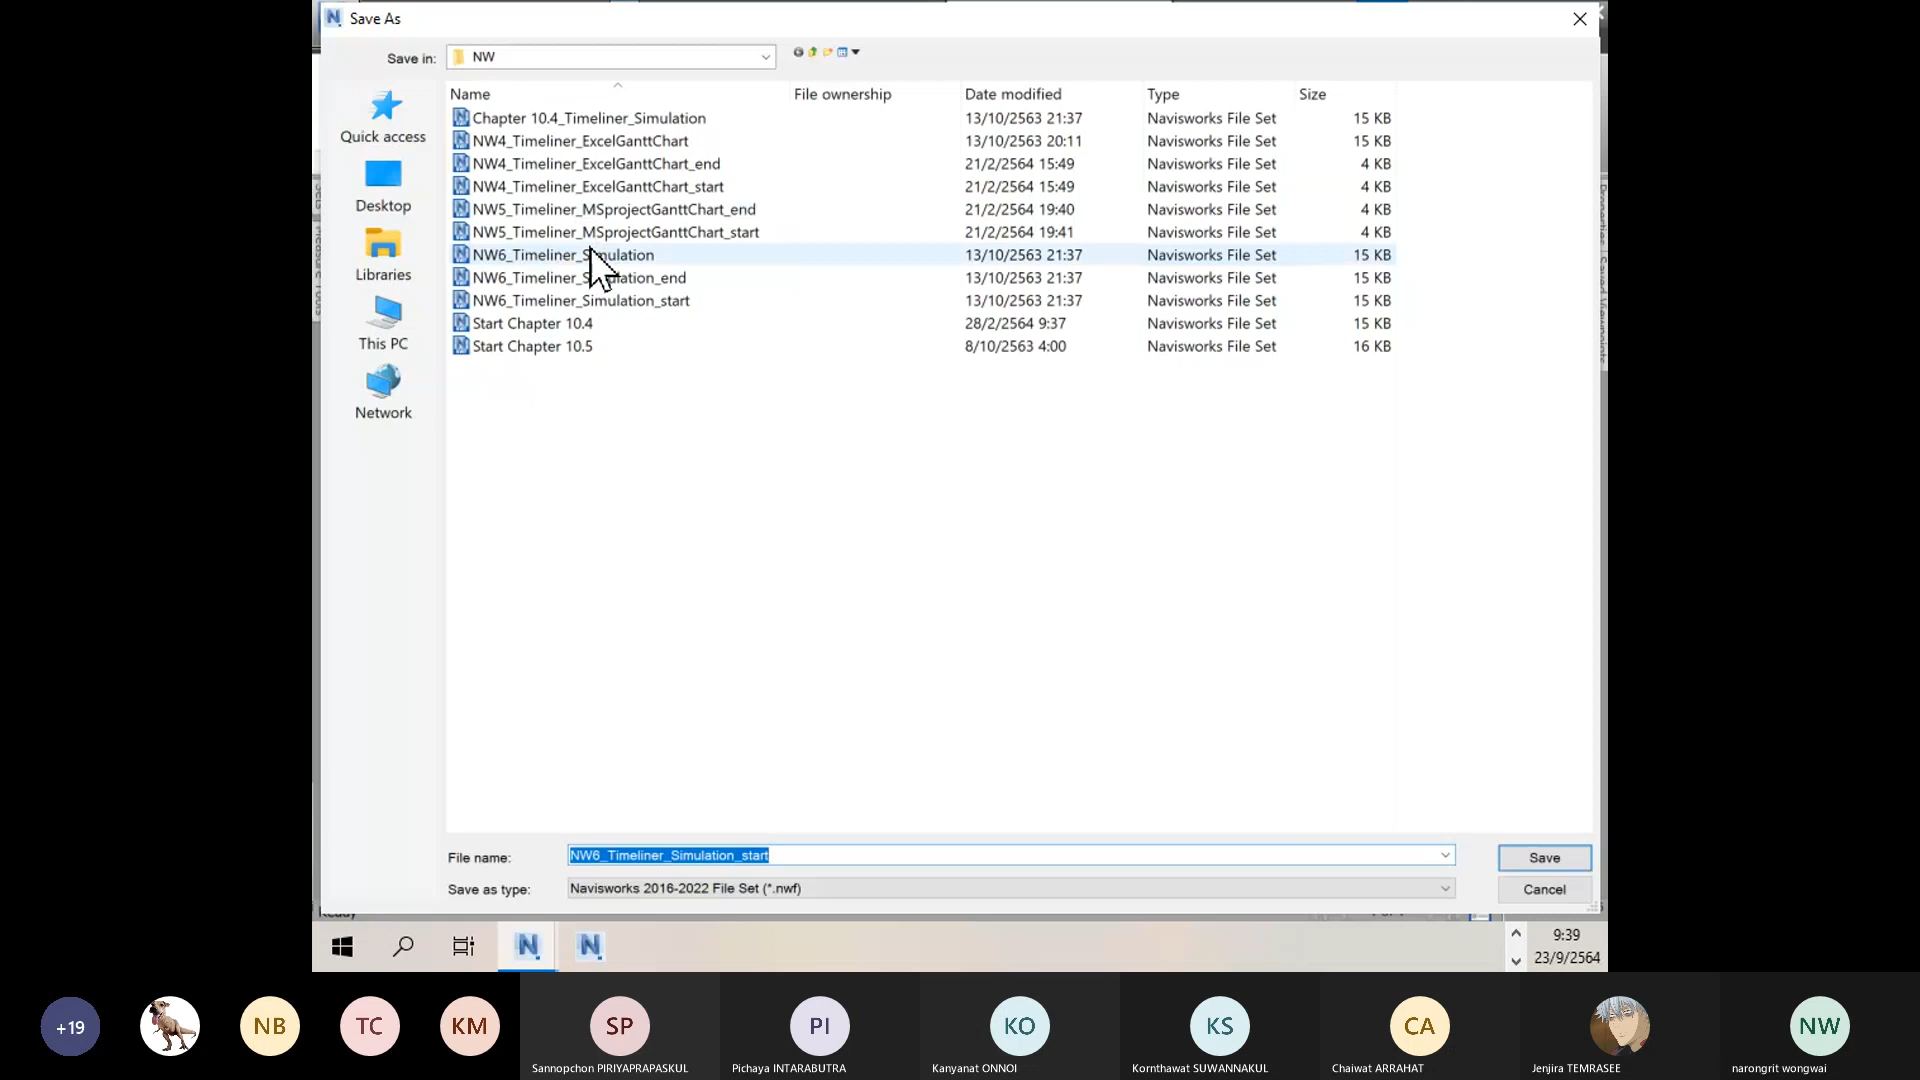 Save As
Save in:
NW
Name
File ownership
Date modified
Type
Size
Chapter 10.4_Timeliner_Simulation 13/10/2563 21:37 Navisworks File Set 15 KB
NW4_Timeliner_ExcelGanttChart 13/10/2563 20:11 Navisworks File Set 15 KB
NW4_Timeliner_ExcelGanttChart_end 21/2/2564 15:49 Navisworks File Set 4 KB
NW4_Timeliner_ExcelGanttChart_start 21/2/2564 15:49 Navisworks File Set 4 KB
NW5_Timeliner_MSprojectGanttChart_end 21/2/2564 19:40 Navisworks File Set 4 KB
NW5_Timeliner_MSprojectGanttChart_start 21/2/2564 19:41 Navisworks File Set 4 KB
NW6_Timeliner_Simulation 13/10/2563 21:37 Navisworks File Set 15 KB
NW6_Timeliner_Simulation_end 13/10/2563 21:37 Navisworks File Set 15 KB
NW6_Timeliner_Simulation_start 13/10/2563 21:37 Navisworks File Set 15 KB
Start Chapter 10.4 28/2/2564 9:37 Navisworks File Set 15 KB
Start Chapter 10.5 8/10/2563 4:00 Navisworks File Set 16 KB
Quick access
Desktop
Libraries
This PC
Network
File name:
NW6_Timeliner_Simulation_start
Save
Save as type:
Navisworks 2016-2022 File Set (*.nwf)
Cancel
Ready
9:39
23/9/2564
+19
NB
TC
KM
SP
PI
KO
KS
CA
NW
Sannopchon PIRIYAPRAPASKUL
Pichaya INTARABUTRA
Kanyanat ONNOI
Kornthawat SUWANNAKUL
Chaiwat ARRAHAT
Jenjira TEMRASEE
narongrit wongwai